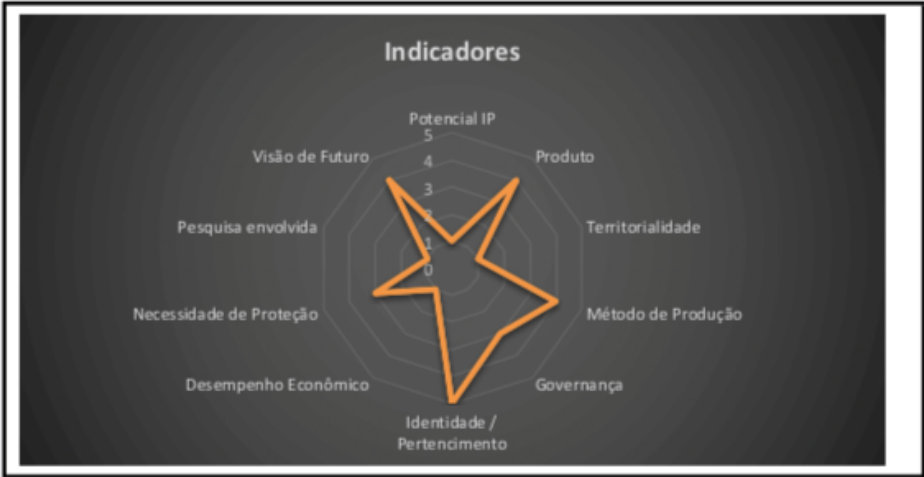 Indicadores
Potencial IP
5
Visão de Futuro
Produto
4
3
Pesquisa envolvida
2
Territorialidade
1
0
Necessidade de Proteção
Método de Produção
Desempenho Econômico
Governança
Identidade /
Pertencimento